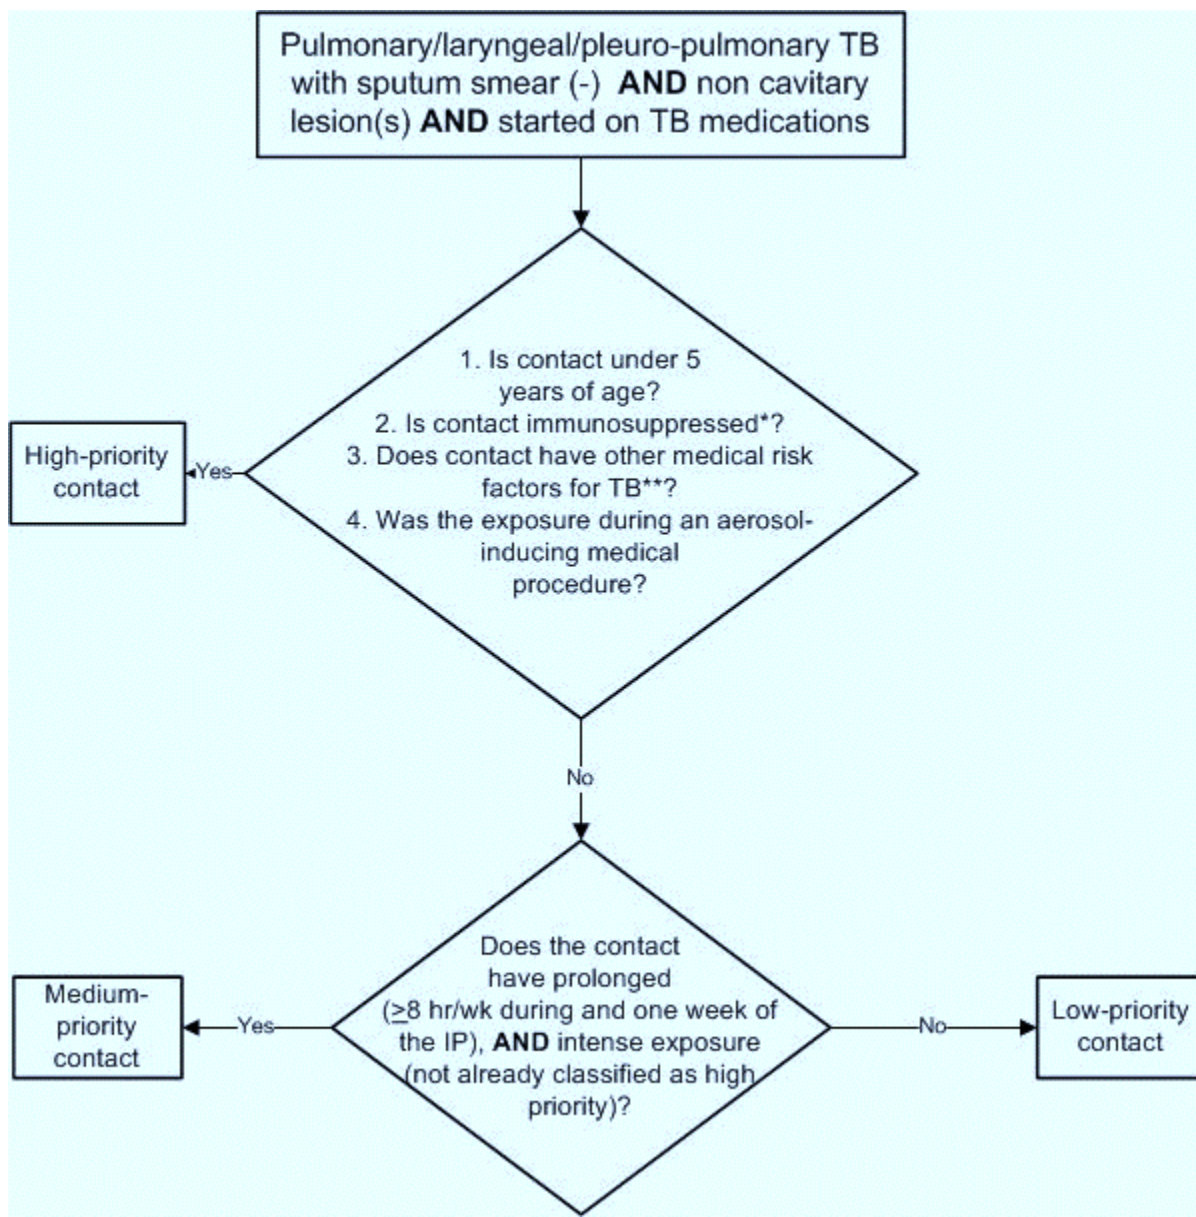 Pulmonary/laryngeal/pleuro-pulmonary TB
with sputum smear (-) AND non cavitary
lesion(s) AND started on TB medications
1. Is contact under 5
years of age?
2. Is contact immunosuppressed*?
3. Does contact have other medical risk
factors for TB**?
4. Was the exposure during an aerosol-
inducing medical
procedure?
High-priority
contact
Yes
No
Does the contact
have prolonged
(≥8 hr/wk during and one week of
the IP), AND intense exposure
(not already classified as high
priority)?
Medium-
priority
contact
Yes
No
Low-priority
contact